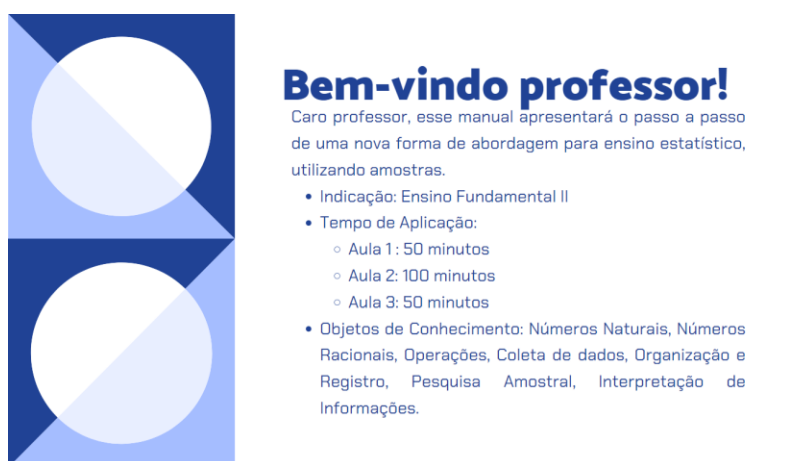 Bem-vindo professor!
Caro professor, esse manual apresentará o passo a passo
de uma nova forma de abordagem para ensino estatístico,
utilizando amostras.
• Indicação: Ensino Fundamental II
• Tempo de Aplicação:
◦ Aula 1 : 50 minutos
◦ Aula 2: 100 minutos
◦ Aula 3: 50 minutos
• Objetos de Conhecimento: Números Naturais, Números
Racionais, Operações, Coleta de dados, Organização e
Registro, Pesquisa Amostral, Interpretação de
Informações.